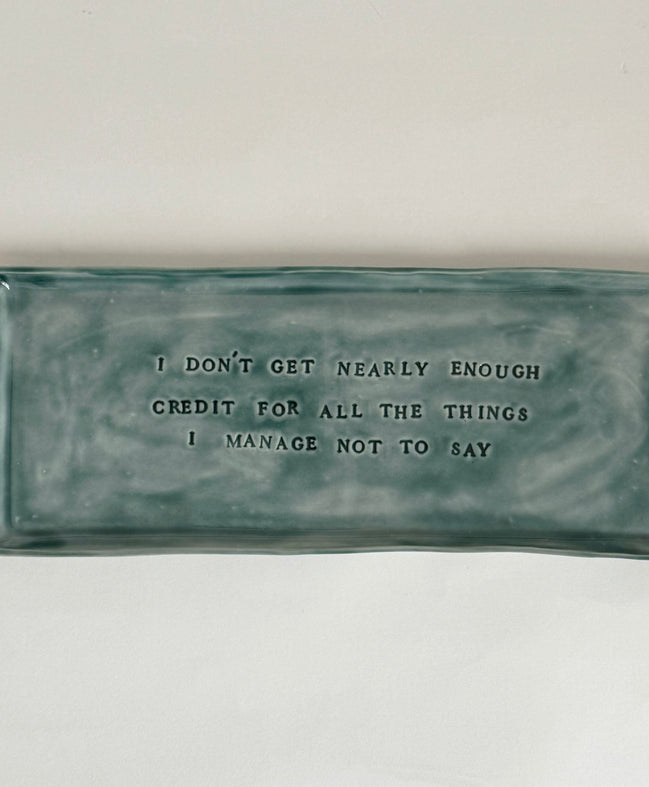 I DON'T GET NEARLY ENOUGH
CREDIT FOR ALL THE THINGS
I MANAGE NOT TO SAY